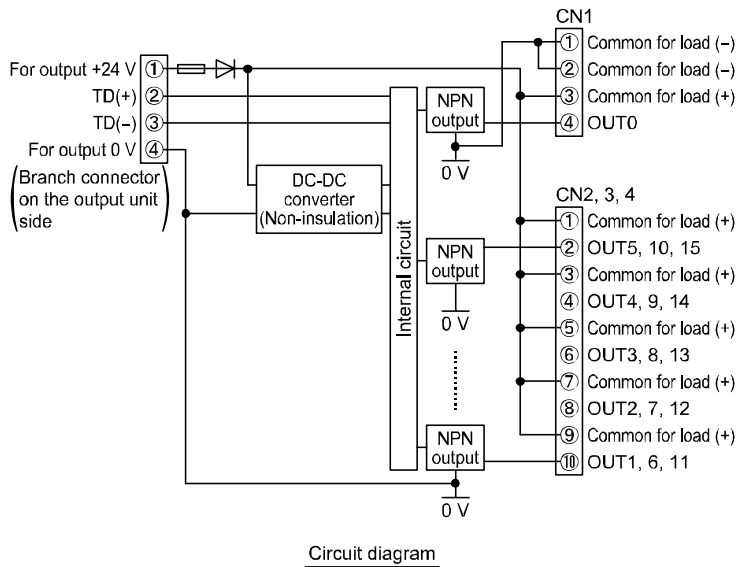 For output +24 V ①
TD(+) ②
TD(−) ③
For output 0 V ④
(Branch connector
on the output unit
side)
DC-DC
converter
(Non-insulation)
Internal circuit
NPN
output
0 V
NPN
output
0 V
NPN
output
0 V
CN1
① Common for load (−)
② Common for load (−)
③ Common for load (+)
④ OUT0
CN2, 3, 4
① Common for load (+)
② OUT5, 10, 15
③ Common for load (+)
④ OUT4, 9, 14
⑤ Common for load (+)
⑥ OUT3, 8, 13
⑦ Common for load (+)
⑧ OUT2, 7, 12
⑨ Common for load (+)
⑩ OUT1, 6, 11
Circuit diagram